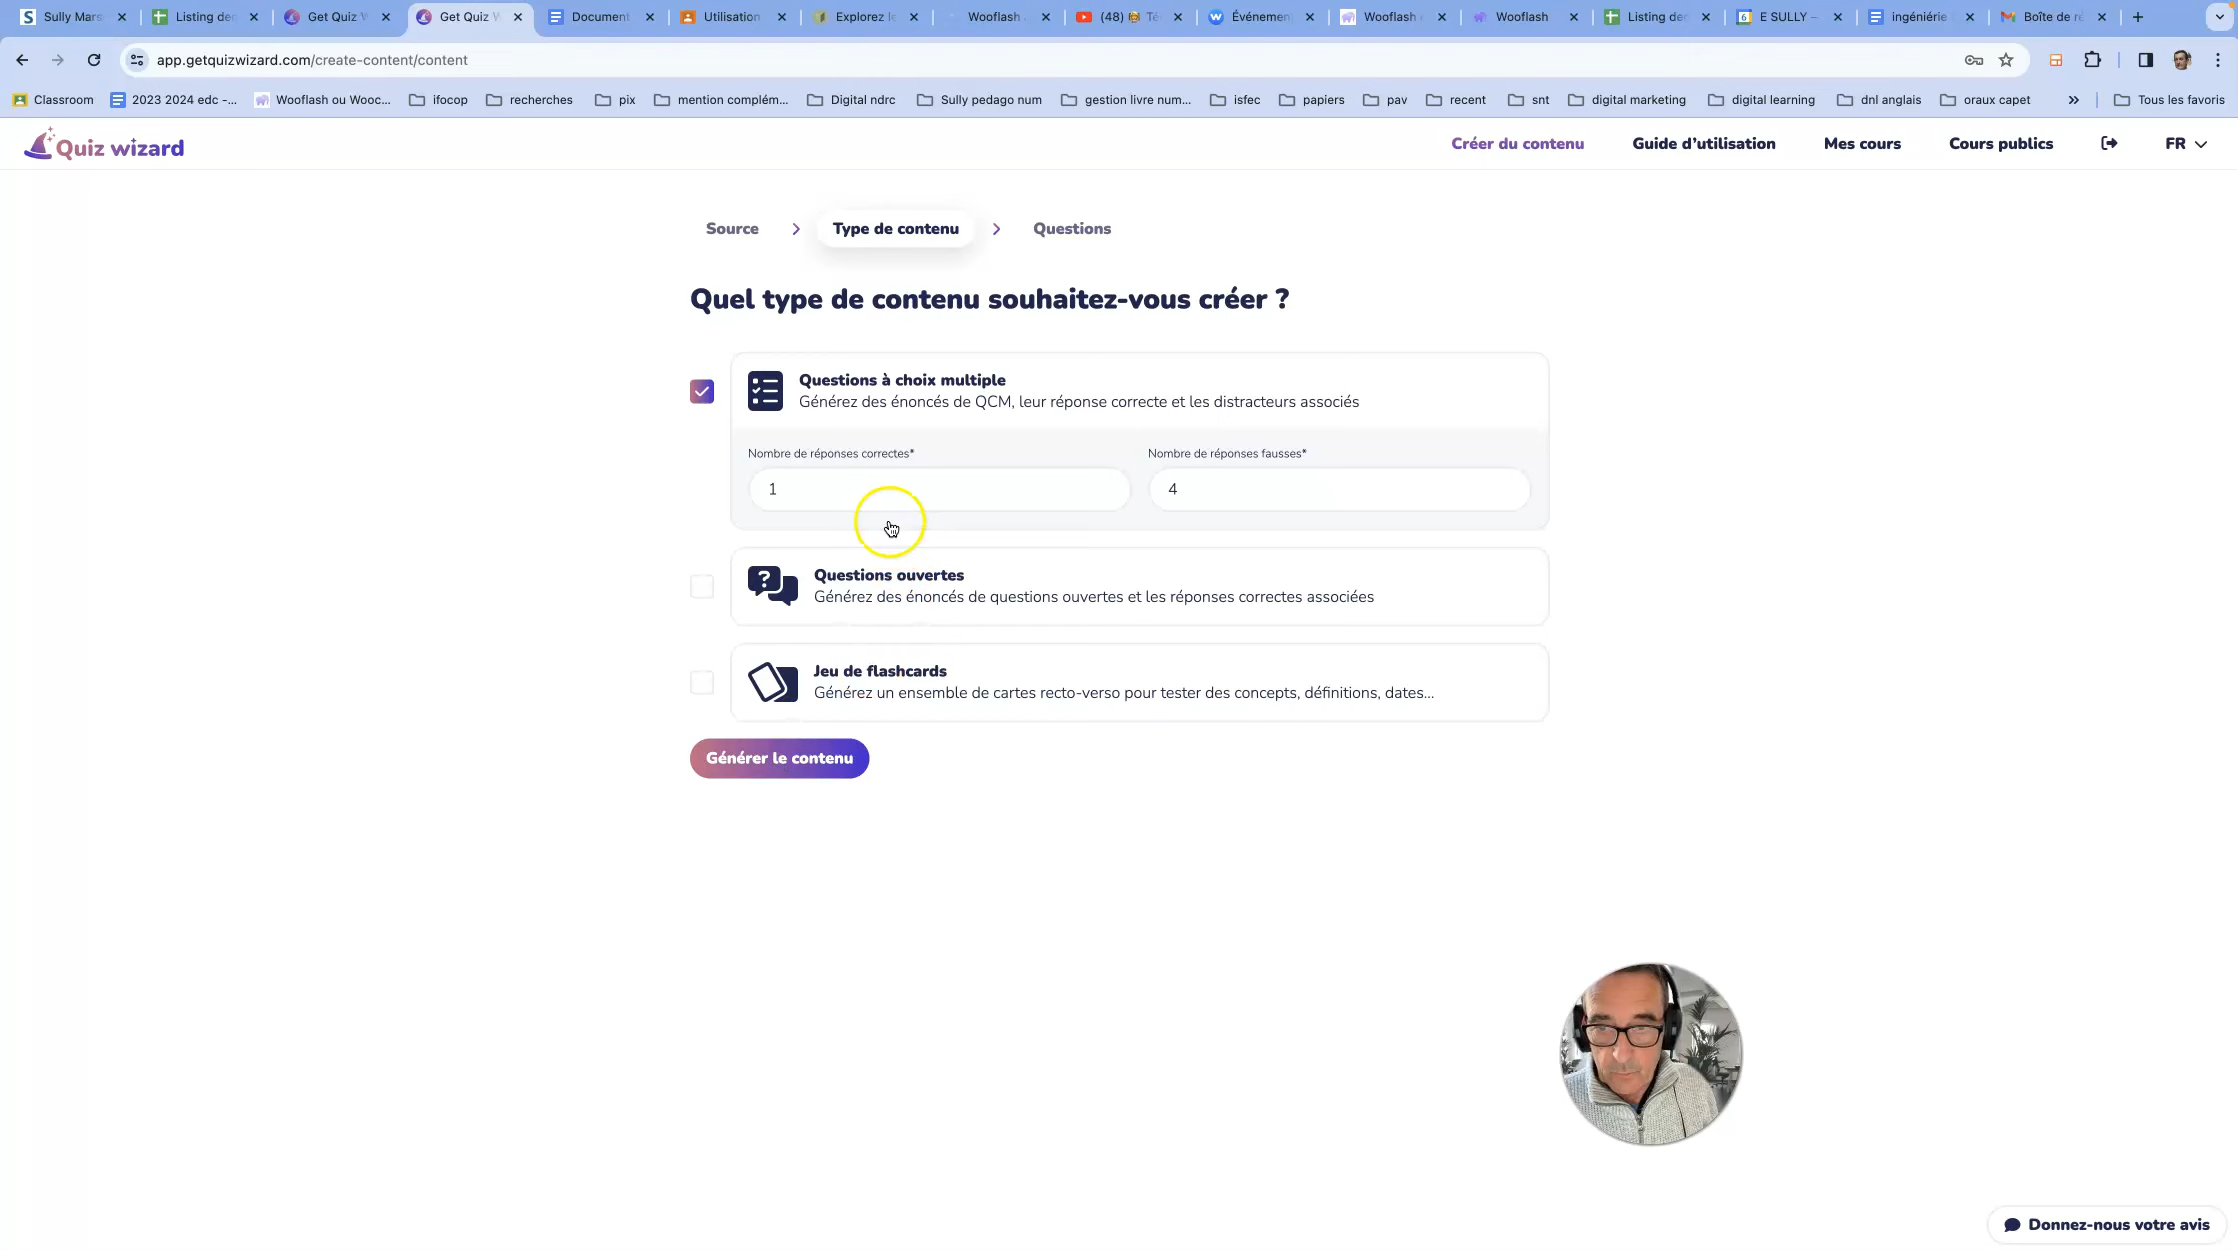 Sully Mars
Listing de
Get Quiz W
Get Quiz W
Document
Utilisation
Explorez le
Wooflash
(48)
Événemen
Wooflash
Wooflash
Listing de
E SULLY –
ingéniérie
Boîte de ré
app.getquizwizard.com/create-content/content
Classroom
2023 2024 edc -...
Wooflash ou Wooc...
ifocop
recherches
pix
mention complém...
Digital ndrc
Sully pedago num
gestion livre num...
isfec
papiers
pav
recent
snt
digital marketing
digital learning
dnl anglais
oraux capet
»
Tous les favoris
Quiz wizard
Créer du contenu
Guide d'utilisation
Mes cours
Cours publics
FR
Source
Type de contenu
Questions
Quel type de contenu souhaitez-vous créer ?
Questions à choix multiple
Générez des énoncés de QCM, leur réponse correcte et les distracteurs associés
Nombre de réponses correctes*
Nombre de réponses fausses*
1
4
Questions ouvertes
Générez des énoncés de questions ouvertes et les réponses correctes associées
Jeu de flashcards
Générez un ensemble de cartes recto-verso pour tester des concepts, définitions, dates...
Générer le contenu
Donnez-nous votre avis